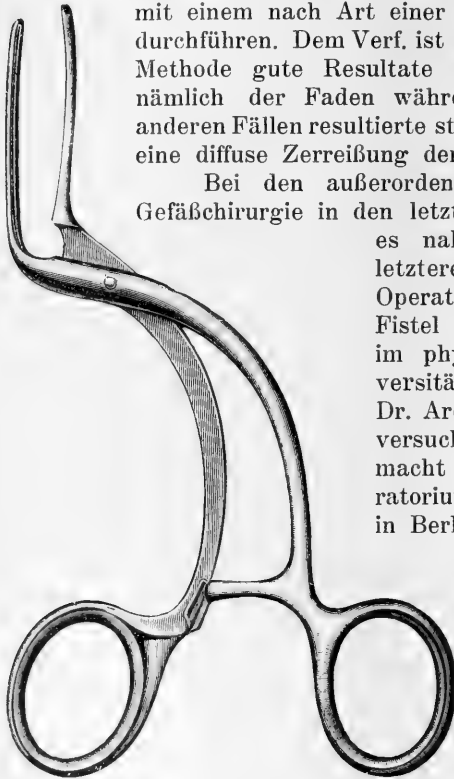 mit einem nach Art einer
durchführen. Dem Verf. ist
Methode gute Resultate
nämlich der Faden währe
anderen Fällen resultierte st
eine diffuse Zerreißung der
Bei den außerorden
Gefäßchirurgie in den letzt
es nal
letztere
Operat
Fistel
im phy
versitä
Dr. Arc
versuch
macht
ratoriu
in Berl